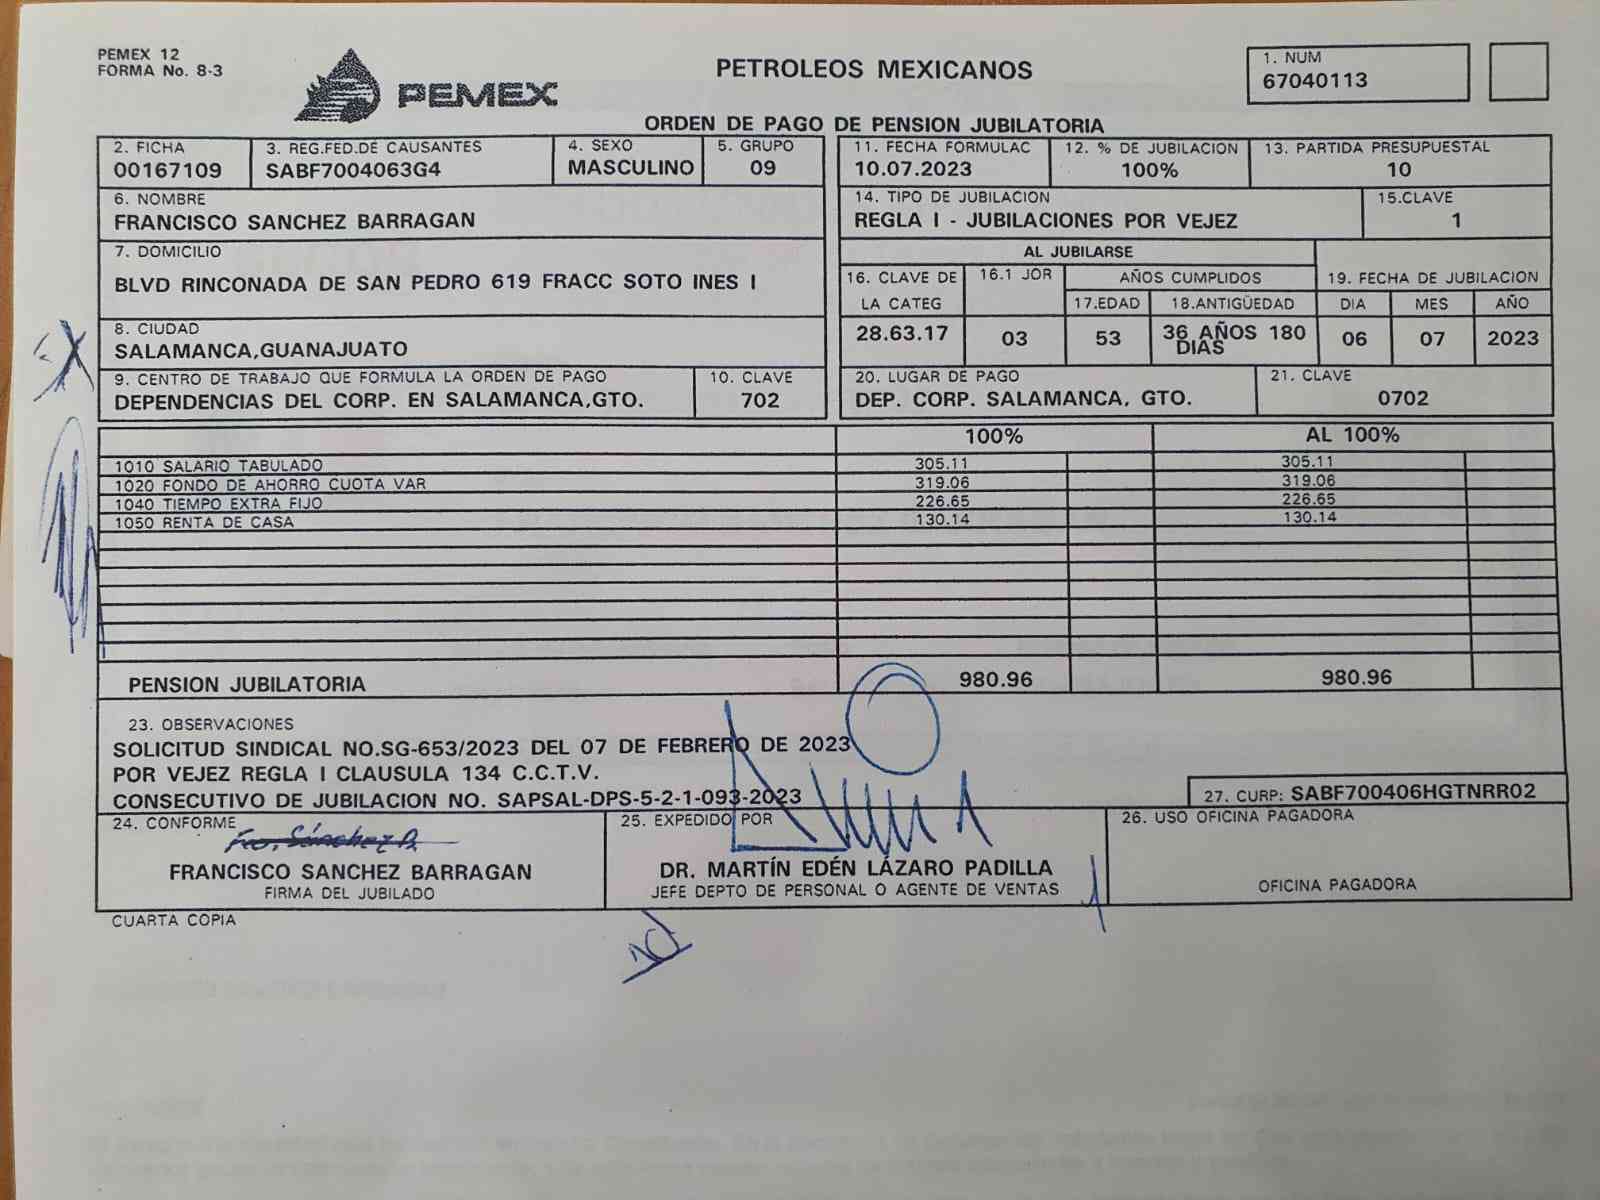 PEMEX 12
FORMA No. 8-3
PEMEX
PETROLEOS MEXICANOS
1. NUM
67040113
ORDEN DE PAGO DE PENSION JUBILATORIA
2. FICHA
00167109
3. REG.FED.DE CAUSANTES
SABF7004063G4
4. SEXO
MASCULINO
5. GRUPO
09
6. NOMBRE
FRANCISCO SANCHEZ BARRAGAN
7. DOMICILIO
BLVD RINCONADA DE SAN PEDRO 619 FRACC SOTO INES I
8. CIUDAD
SALAMANCA,GUANAJUATO
9. CENTRO DE TRABAJO QUE FORMULA LA ORDEN DE PAGO
DEPENDENCIAS DEL CORP. EN SALAMANCA,GTO.
10. CLAVE
702
11. FECHA FORMULAC
10.07.2023
12. % DE JUBILACION
100%
13. PARTIDA PRESUPUESTAL
10
14. TIPO DE JUBILACION
REGLA I - JUBILACIONES POR VEJEZ
15.CLAVE
1
AL JUBILARSE
16. CLAVE DE
LA CATEG
28.63.17
16.1 JOR
03
AÑOS CUMPLIDOS
17.EDAD
53
18.ANTIGÜEDAD
36 AÑOS 180
DIAS
19. FECHA DE JUBILACION
DIA MES AÑO
06 07 2023
20. LUGAR DE PAGO
DEP. CORP. SALAMANCA, GTO.
21. CLAVE
0702
100% AL 100%
1010 SALARIO TABULADO 305.11 305.11
1020 FONDO DE AHORRO CUOTA VAR 319.06 319.06
1040 TIEMPO EXTRA FIJO 226.65 226.65
1050 RENTA DE CASA 130.14 130.14
PENSION JUBILATORIA 980.96 980.96
23. OBSERVACIONES
SOLICITUD SINDICAL NO.SG-653/2023 DEL 07 DE FEBRERO DE 2023
POR VEJEZ REGLA I CLAUSULA 134 C.C.T.V.
CONSECUTIVO DE JUBILACION NO. SAPSAL-DPS-5-2-1-093-2023
27. CURP: SABF700406HGTNRR02
24. CONFORME
Fco. Sánchez B.
FRANCISCO SANCHEZ BARRAGAN
FIRMA DEL JUBILADO
25. EXPEDIDO POR
DR. MARTÍN EDÉN LÁZARO PADILLA
JEFE DEPTO DE PERSONAL O AGENTE DE VENTAS
26. USO OFICINA PAGADORA
OFICINA PAGADORA
CUARTA COPIA